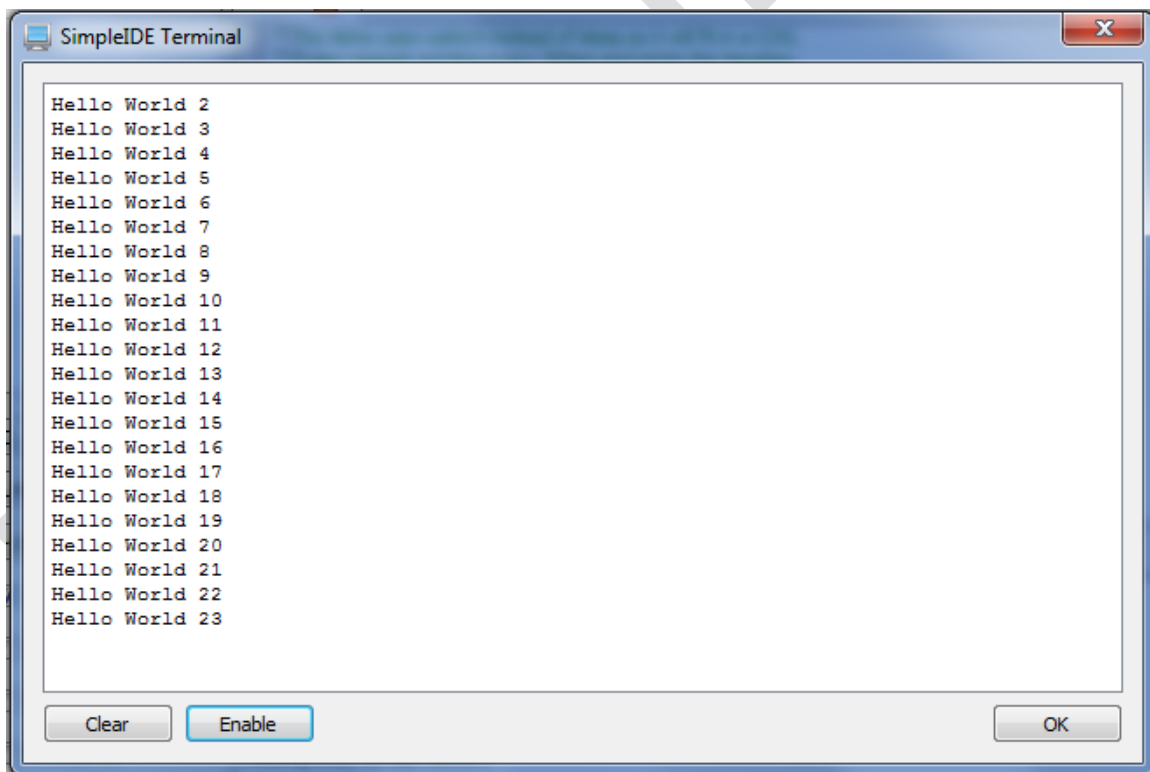 SimpleIDE Terminal
Hello World 2
Hello World 3
Hello World 4
Hello World 5
Hello World 6
Hello World 7
Hello World 8
Hello World 9
Hello World 10
Hello World 11
Hello World 12
Hello World 13
Hello World 14
Hello World 15
Hello World 16
Hello World 17
Hello World 18
Hello World 19
Hello World 20
Hello World 21
Hello World 22
Hello World 23
Clear Enable OK